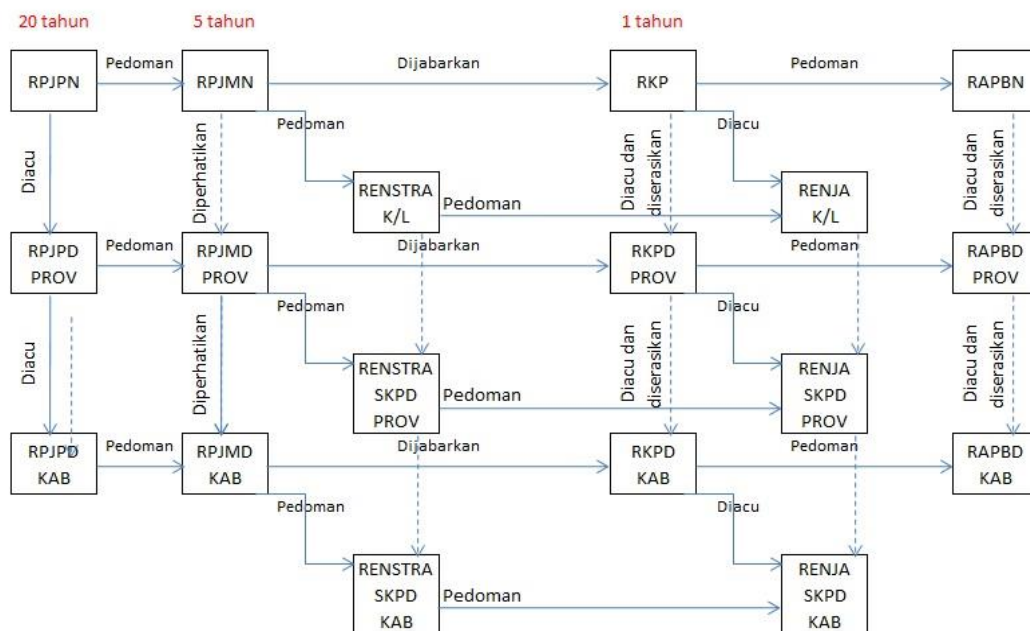 20 tahun
5 tahun
1 tahun
RPJPN
Pedoman
RPJMN
Dijabarkan
RKP
Pedoman
RAPBN
Diacu
Diperhatikan
Pedoman
Diacu dan
diserasikan
Diacu
Diacu dan
diserasikan
RENSTRA
K/L
Pedoman
RENJA
K/L
RPJPD
PROV
Pedoman
RPJMD
PROV
Dijabarkan
RKPD
PROV
Pedoman
RAPBD
PROV
Diacu
Diperhatikan
Pedoman
Diacu dan
diserasikan
Diacu
Diacu dan
diserasikan
RENSTRA
SKPD
PROV
Pedoman
RENJA
SKPD
PROV
RPJPD
KAB
Pedoman
RPJMD
KAB
Dijabarkan
RKPD
KAB
Pedoman
RAPBD
KAB
Pedoman
Diacu
RENSTRA
SKPD
KAB
Pedoman
RENJA
SKPD
KAB